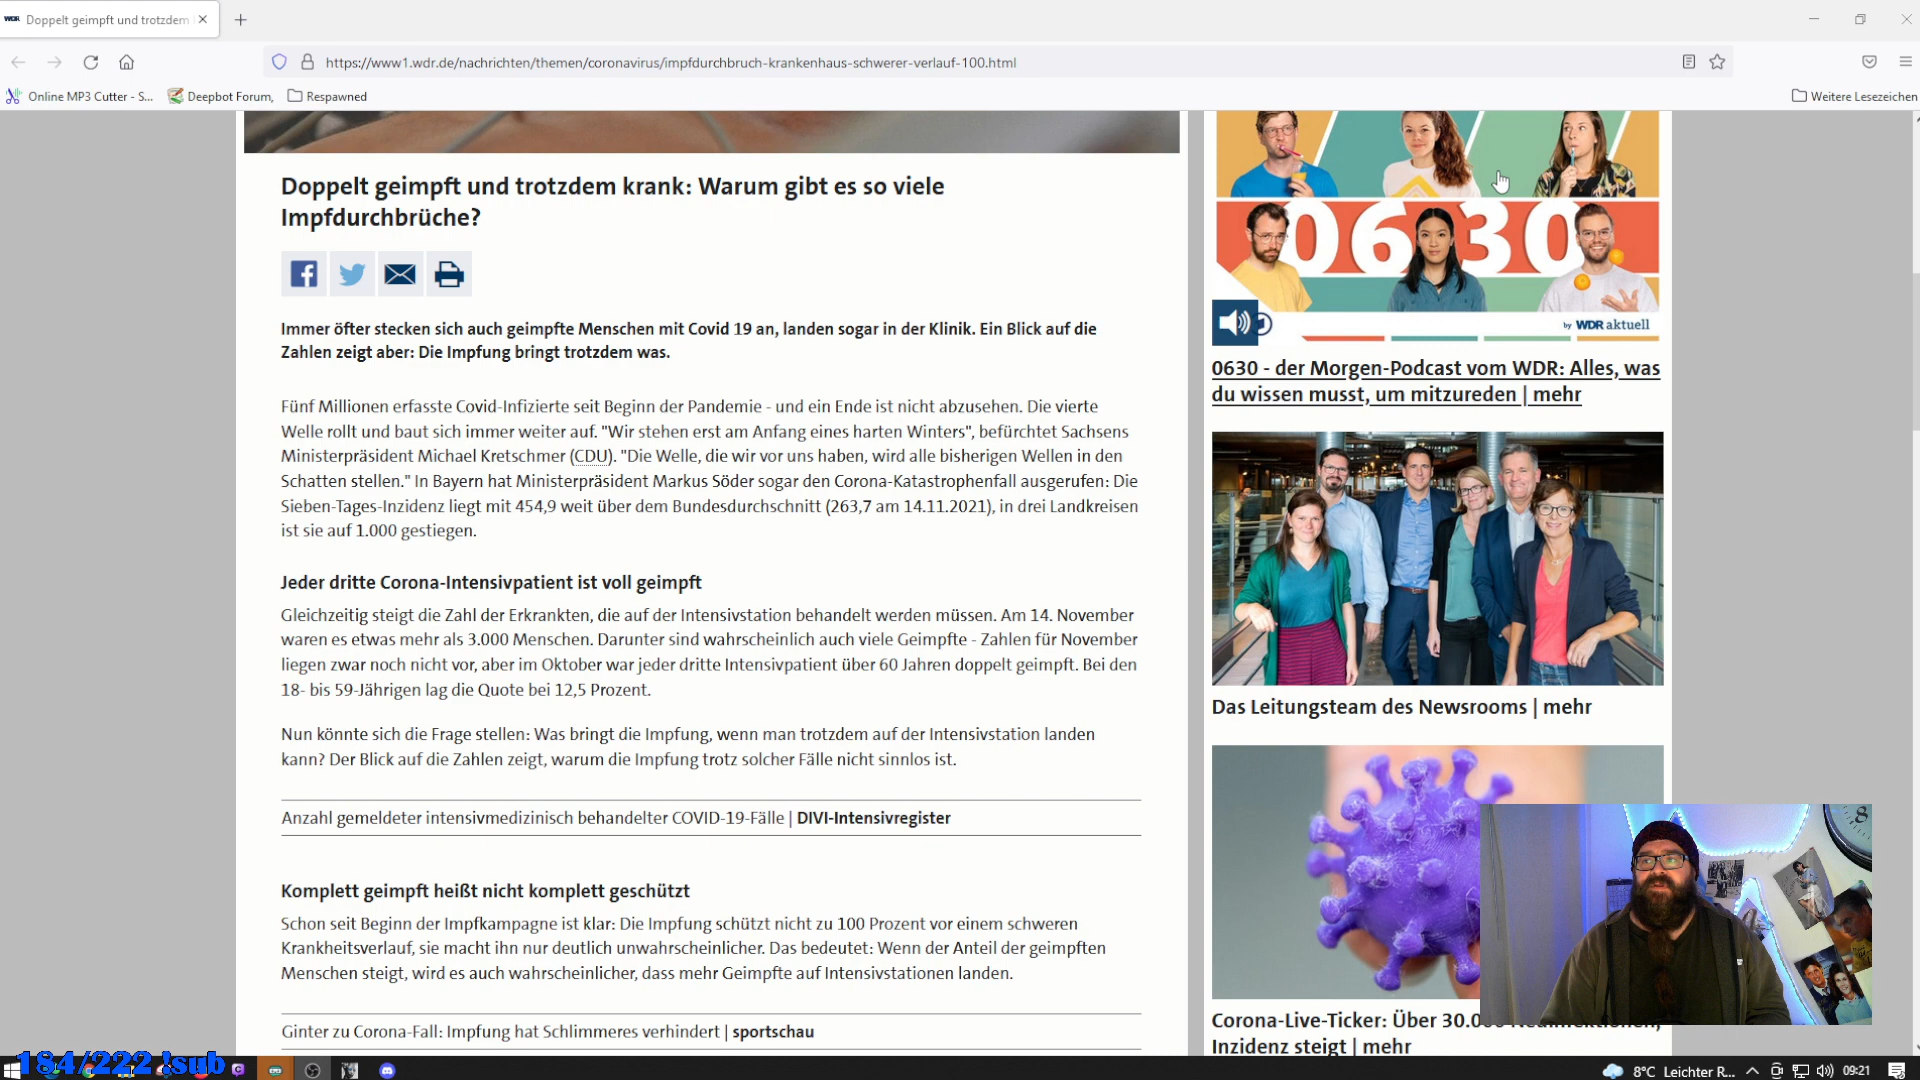 WDR Doppelt geimpft und trotzdem
https://www1.wdr.de/nachrichten/themen/coronavirus/impfdurchbruch-krankenhaus-schwerer-verlauf-100.html
Online MP3 Cutter - S...
Deepbot Forum,
Respawned
Weitere Lesezeichen
Doppelt geimpft und trotzdem krank: Warum gibt es so viele
Impfdurchbrüche?
Immer öfter stecken sich auch geimpfte Menschen mit Covid 19 an, landen sogar in der Klinik. Ein Blick auf die
Zahlen zeigt aber: Die Impfung bringt trotzdem was.
Fünf Millionen erfasste Covid-Infizierte seit Beginn der Pandemie - und ein Ende ist nicht abzusehen. Die vierte
Welle rollt und baut sich immer weiter auf. "Wir stehen erst am Anfang eines harten Winters", befürchtet Sachsens
Ministerpräsident Michael Kretschmer (CDU). "Die Welle, die wir vor uns haben, wird alle bisherigen Wellen in den
Schatten stellen." In Bayern hat Ministerpräsident Markus Söder sogar den Corona-Katastrophenfall ausgerufen: Die
Sieben-Tages-Inzidenz liegt mit 454,9 weit über dem Bundesdurchschnitt (263,7 am 14.11.2021), in drei Landkreisen
ist sie auf 1.000 gestiegen.
Jeder dritte Corona-Intensivpatient ist voll geimpft
Gleichzeitig steigt die Zahl der Erkrankten, die auf der Intensivstation behandelt werden müssen. Am 14. November
waren es etwas mehr als 3.000 Menschen. Darunter sind wahrscheinlich auch viele Geimpfte - Zahlen für November
liegen zwar noch nicht vor, aber im Oktober war jeder dritte Intensivpatient über 60 Jahren doppelt geimpft. Bei den
18- bis 59-Jährigen lag die Quote bei 12,5 Prozent.
Nun könnte sich die Frage stellen: Was bringt die Impfung, wenn man trotzdem auf der Intensivstation landen
kann? Der Blick auf die Zahlen zeigt, warum die Impfung trotz solcher Fälle nicht sinnlos ist.
Anzahl gemeldeter intensivmedizinisch behandelter COVID-19-Fälle | DIVI-Intensivregister
Komplett geimpft heißt nicht komplett geschützt
Schon seit Beginn der Impfkampagne ist klar: Die Impfung schützt nicht zu 100 Prozent vor einem schweren
Krankheitsverlauf, sie macht ihn nur deutlich unwahrscheinlicher. Das bedeutet: Wenn der Anteil der geimpften
Menschen steigt, wird es auch wahrscheinlicher, dass mehr Geimpfte auf Intensivstationen landen.
Ginter zu Corona-Fall: Impfung hat Schlimmeres verhindert | sportschau
0630
by WDR aktuell
0630 - der Morgen-Podcast vom WDR: Alles, was
du wissen musst, um mitzureden | mehr
Das Leitungsteam des Newsrooms | mehr
Corona-Live-Ticker: Über 30.000
Inzidenz steigt | mehr
184/222 !sub
8°C Leichter R...
09:21